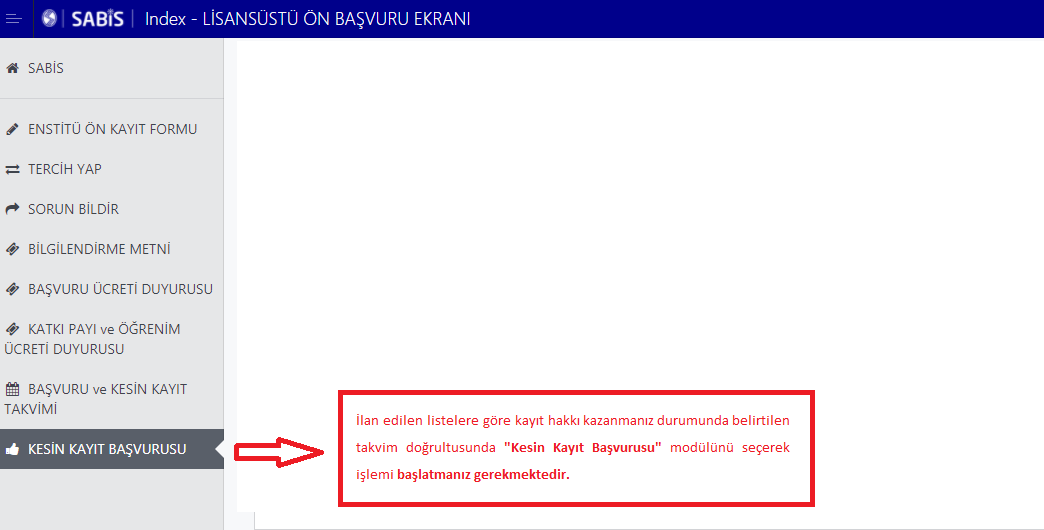 SABİS Index - LİSANSÜSTÜ ÖN BAŞVURU EKRANI
SABİS
ENSTİTÜ ÖN KAYIT FORMU
TERCİH YAP
SORUN BİLDİR
BİLGİLENDİRME METNİ
BAŞVURU ÜCRETİ DUYURUSU
KATKI PAYI ve ÖĞRENİM
ÜCRETİ DUYURUSU
BAŞVURU ve KESİN KAYIT
TAKVİMİ
KESİN KAYIT BAŞVURUSU
İlan edilen listelere göre kayıt hakkı kazanmanız durumunda belirtilen
takvim doğrultusunda "Kesin Kayıt Başvurusu" modülünü seçerek
işlemi başlatmanız gerekmektedir.